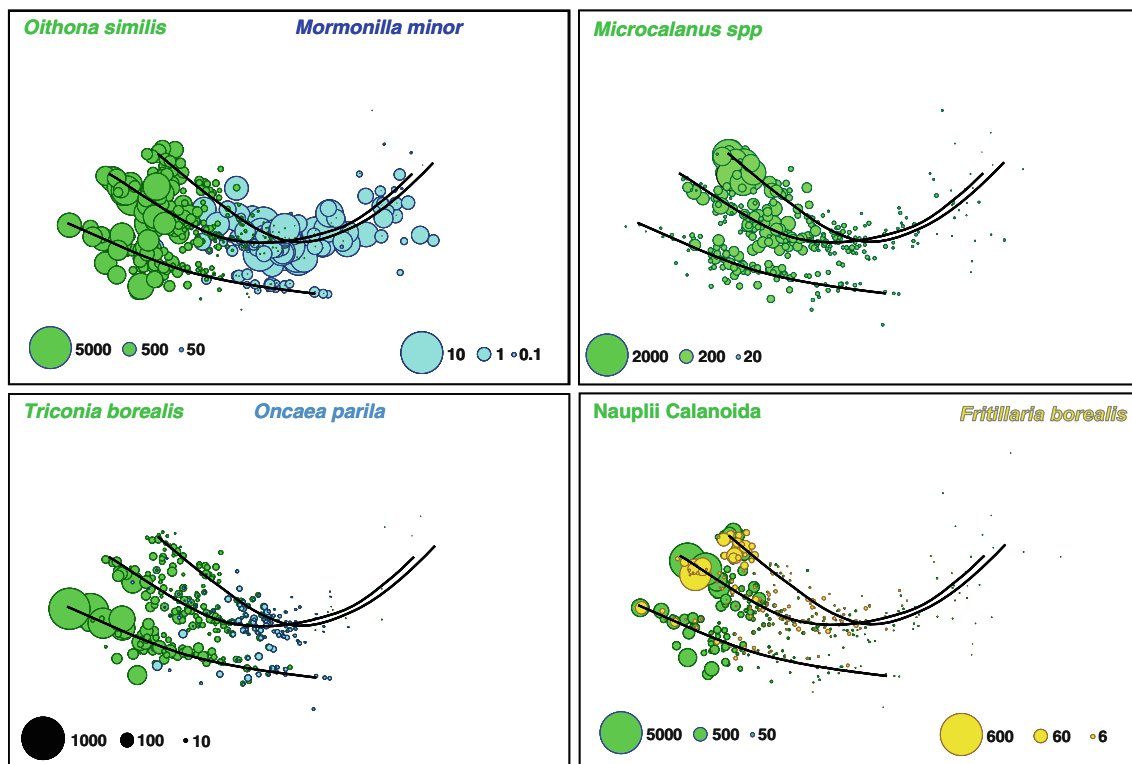 Oithona similis Mormonilla minor
5000 500 50 10 1 0.1
Microcalanus spp
2000 200 20
Triconia borealis Oncaea parila
1000 100 10
Nauplii Calanoida Fritillaria borealis
5000 500 50 600 60 6